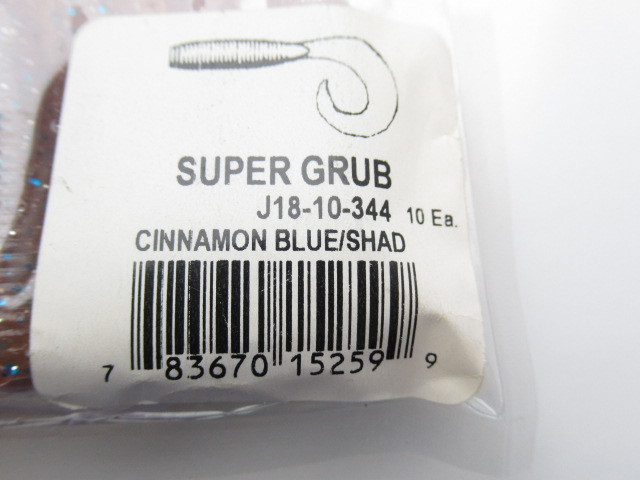 SUPER GRUB
J18-10-344 10 Ea.
CINNAMON BLUE/SHAD
7 83670 15259 9